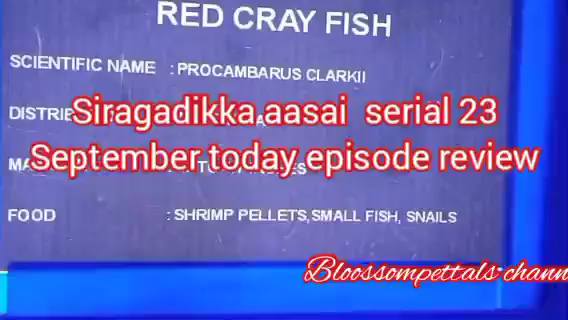 RED CRAY FISH
SCIENTIFIC NAME : PROCAMBARUS CLARKII
Siragadikka aasai serial 23
September today episode review
FOOD : SHRIMP PELLETS,SMALL FISH, SNAILS
Bloossompettals chann